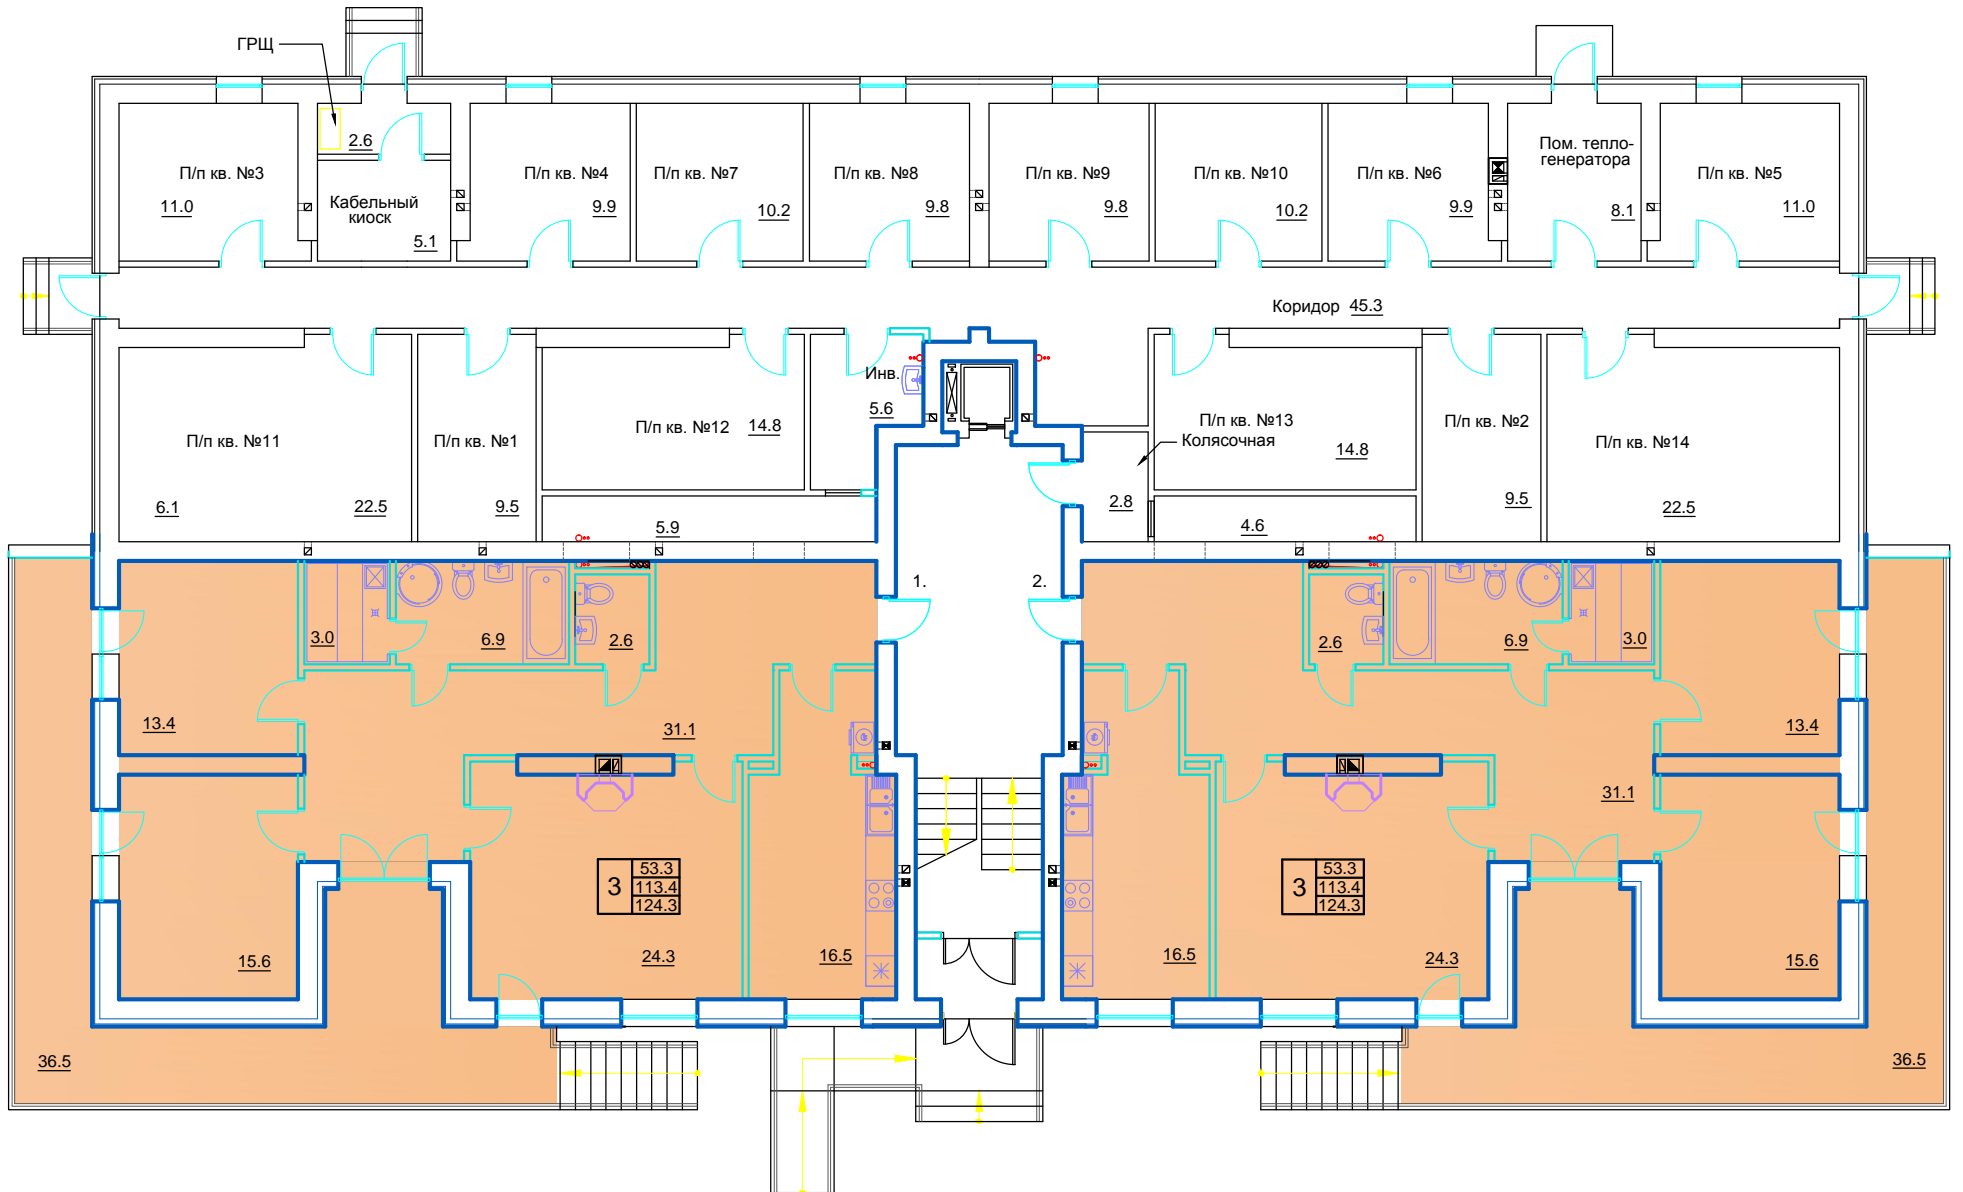 ГРЩ
2.6
П/п кв. №3
11.0
Кабельный
киоск
5.1
П/п кв. №4
9.9
П/п кв. №7
10.2
П/п кв. №8
9.8
П/п кв. №9
9.8
П/п кв. №10
10.2
П/п кв. №6
9.9
Пом. тепло-
генератора
8.1
П/п кв. №5
11.0
Коридор 45.3
П/п кв. №11
6.1
22.5
П/п кв. №1
9.5
П/п кв. №12
14.8
Инв.
5.6
5.9
Колясочная
2.8
П/п кв. №13
14.8
4.6
П/п кв. №2
9.5
П/п кв. №14
22.5
1.
2.
3.0
6.9
2.6
13.4
31.1
15.6
3
53.3
113.4
124.3
24.3
16.5
36.5
2.6
6.9
3.0
13.4
31.1
3
53.3
113.4
124.3
16.5
24.3
15.6
36.5